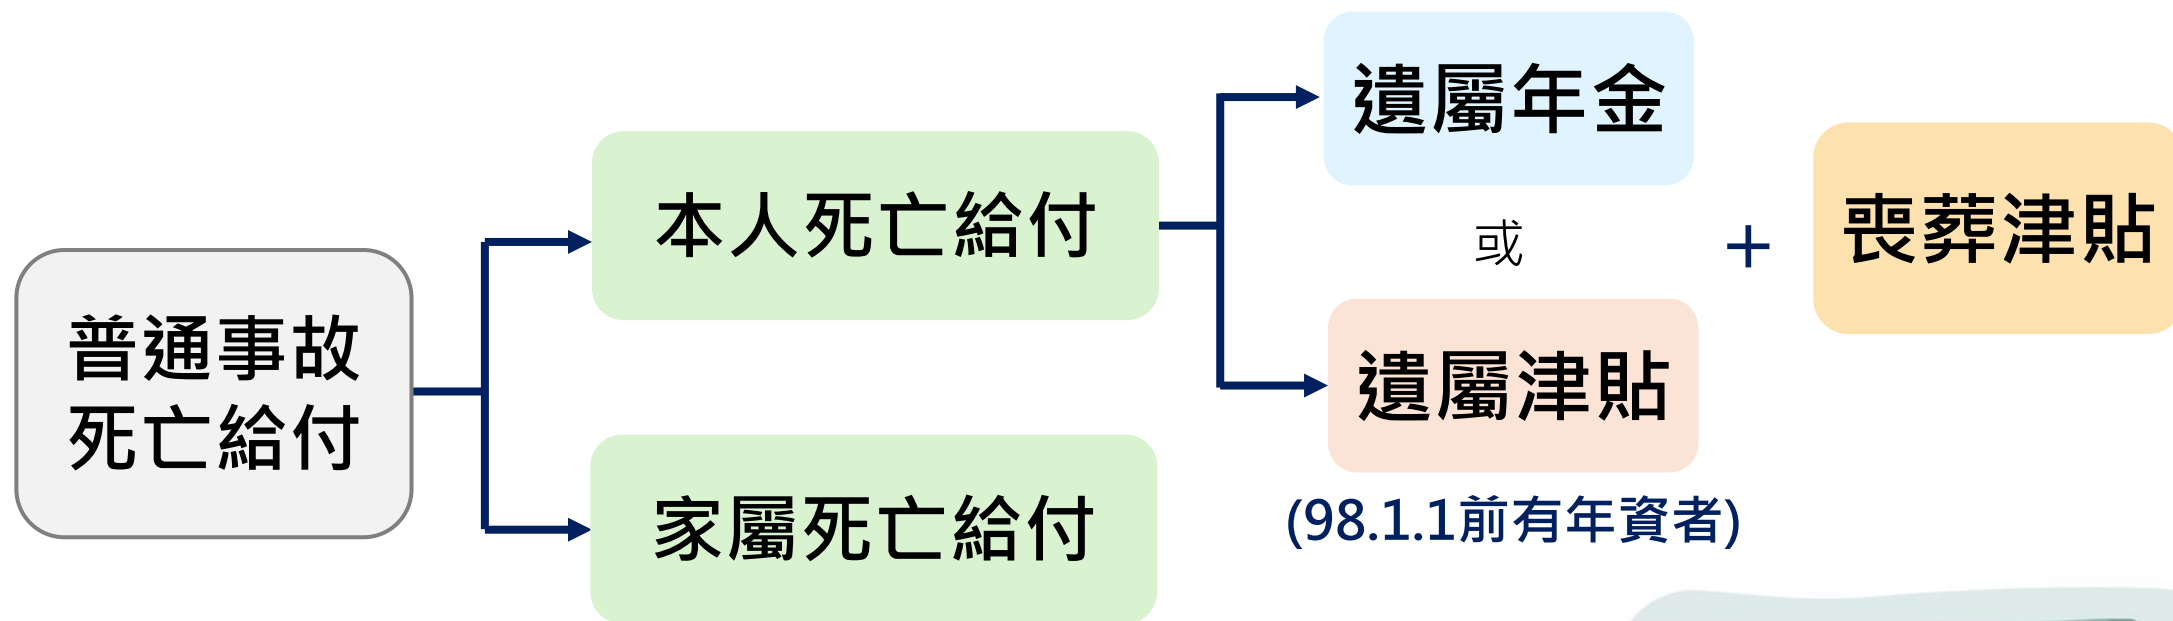 普通事故
死亡給付
本人死亡給付
家屬死亡給付
遺屬年金
或
遺屬津貼
(98.1.1前有年資者)
+
喪葬津貼